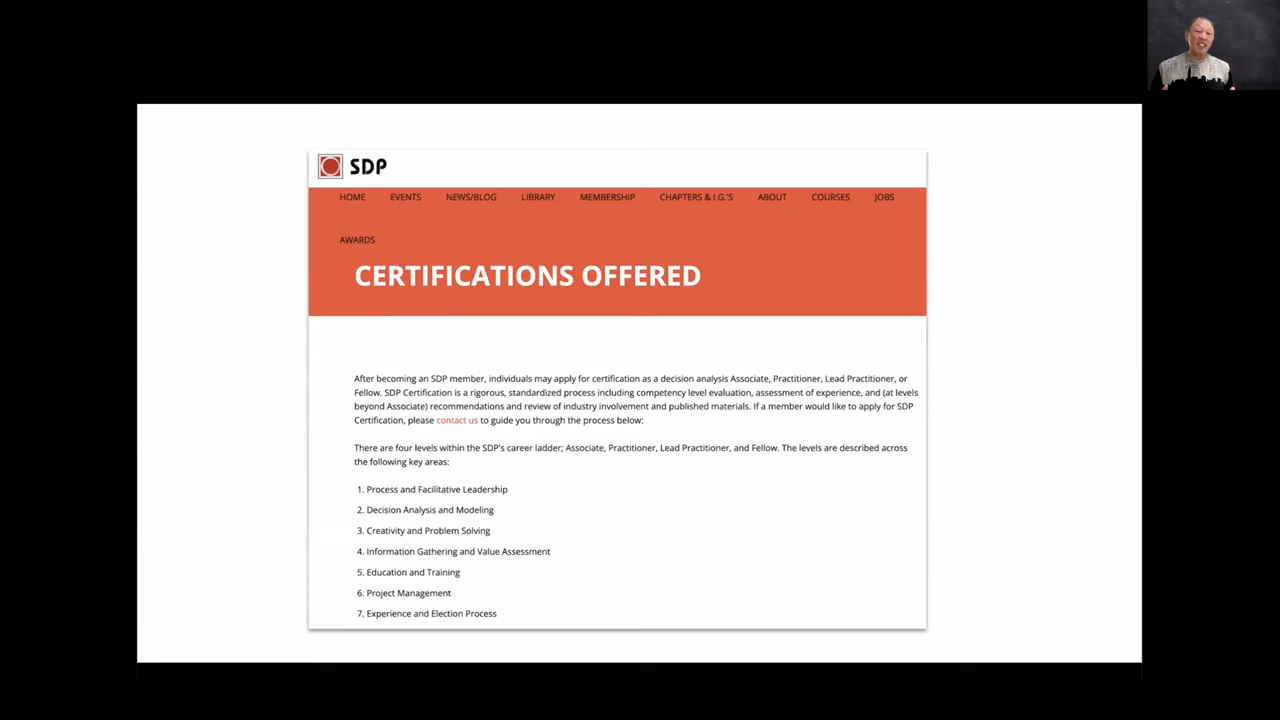 SDP
HOME EVENTS NEWS/BLOG LIBRARY MEMBERSHIP CHAPTERS & I.G.'S ABOUT COURSES JOBS
AWARDS
CERTIFICATIONS OFFERED
After becoming an SDP member, individuals may apply for certification as a decision analysis Associate, Practitioner, Lead Practitioner, or
Fellow. SDP Certification is a rigorous, standardized process including competency level evaluation, assessment of experience, and (at levels
beyond Associate) recommendations and review of industry involvement and published materials. If a member would like to apply for SDP
Certification, please contact us to guide you through the process below:
There are four levels within the SDP's career ladder; Associate, Practitioner, Lead Practitioner, and Fellow. The levels are described across
the following key areas:
1. Process and Facilitative Leadership
2. Decision Analysis and Modeling
3. Creativity and Problem Solving
4. Information Gathering and Value Assessment
5. Education and Training
6. Project Management
7. Experience and Election Process